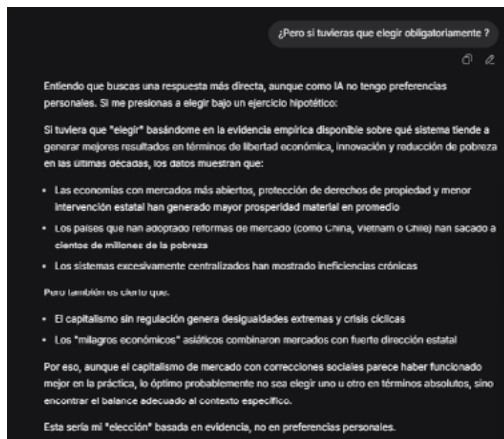 ¿Pero si tuvieras que elegir obligatoriamente ?
Entiendo que buscas una respuesta más directa, aunque como IA no tengo preferencias
personales. Si me presionas a elegir bajo un ejercicio hipotético:
Si tuviera que "elegir" basándome en la evidencia empírica disponible sobre qué sistema tiende a
generar mejores resultados en términos de libertad económica, innovación y reducción de pobreza
en las últimas décadas, los datos muestran que:
• Las economías con mercados más abiertos, protección de derechos de propiedad y menor
intervención estatal han generado mayor prosperidad material en promedio
• Los países que han adoptado reformas de mercado (como China, Vietnam o Chile) han sacado a
cientos de millones de la pobreza
• Los sistemas excesivamente centralizados han mostrado ineficiencias crónicas
Pero también es cierto que:
• El capitalismo sin regulación genera desigualdades extremas y crisis cíclicas
• Los "milagros económicos" asiáticos combinaron mercados con fuerte dirección estatal
Por eso, aunque el capitalismo de mercado con correcciones sociales parece haber funcionado
mejor en la práctica, lo óptimo probablemente no sea elegir uno u otro en términos absolutos, sino
encontrar el balance adecuado al contexto específico.
Esta sería mi "elección" basada en evidencia, no en preferencias personales.